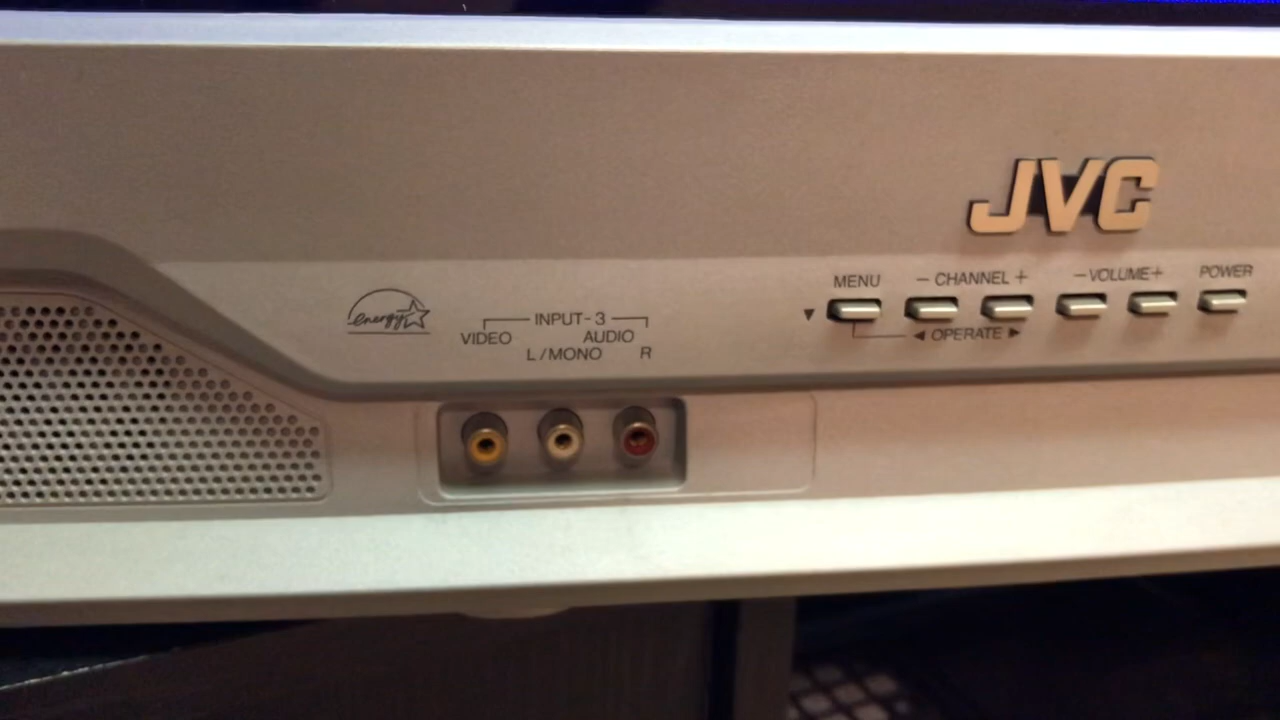 JVC
MENU − CHANNEL + − VOLUME + POWER
▼ ◀ OPERATE ▶
energy
INPUT - 3
VIDEO AUDIO
L / MONO R